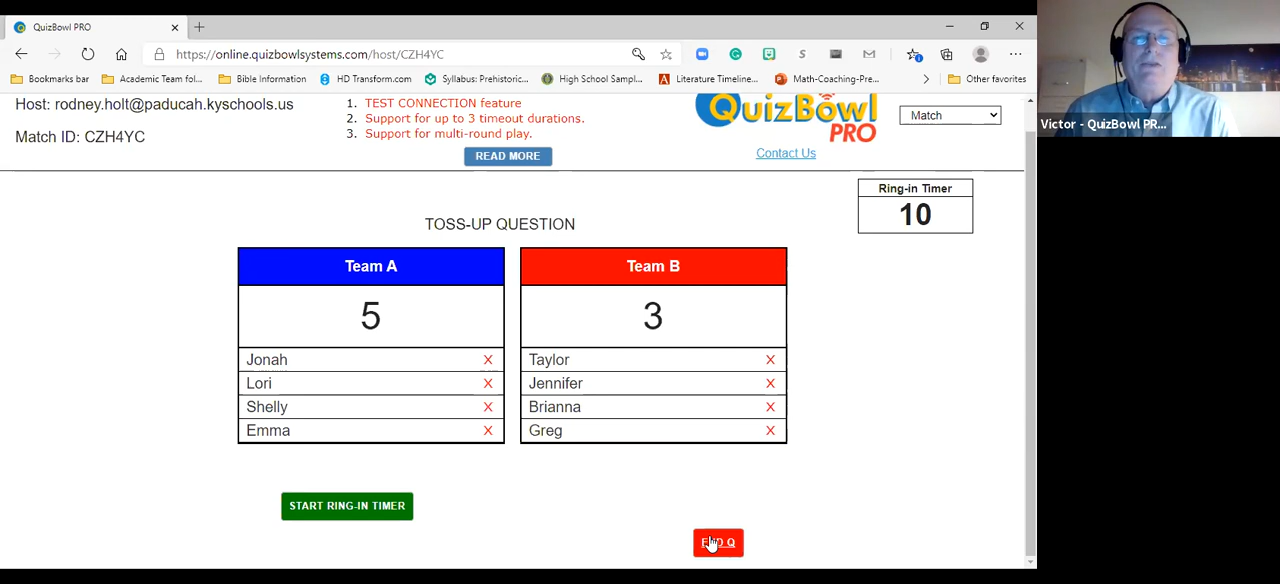 QuizBowl PRO
https://online.quizbowlsystems.com/host/CZH4YC
Bookmarks bar
Academic Team fol...
Bible Information
HD Transform.com
Syllabus: Prehistoric...
High School Sampl...
Literature Timeline...
Math-Coaching-Pre...
Other favorites
Host: rodney.holt@paducah.kyschools.us
Match ID: CZH4YC
1. TEST CONNECTION feature
2. Support for up to 3 timeout durations.
3. Support for multi-round play.
READ MORE
QuizBowl
PRO
Contact Us
Match
Victor - QuizBowl PR...
Ring-in Timer
10
TOSS-UP QUESTION
Team A
5
Jonah X
Lori X
Shelly X
Emma X
Team B
3
Taylor X
Jennifer X
Brianna X
Greg X
START RING-IN TIMER
END Q